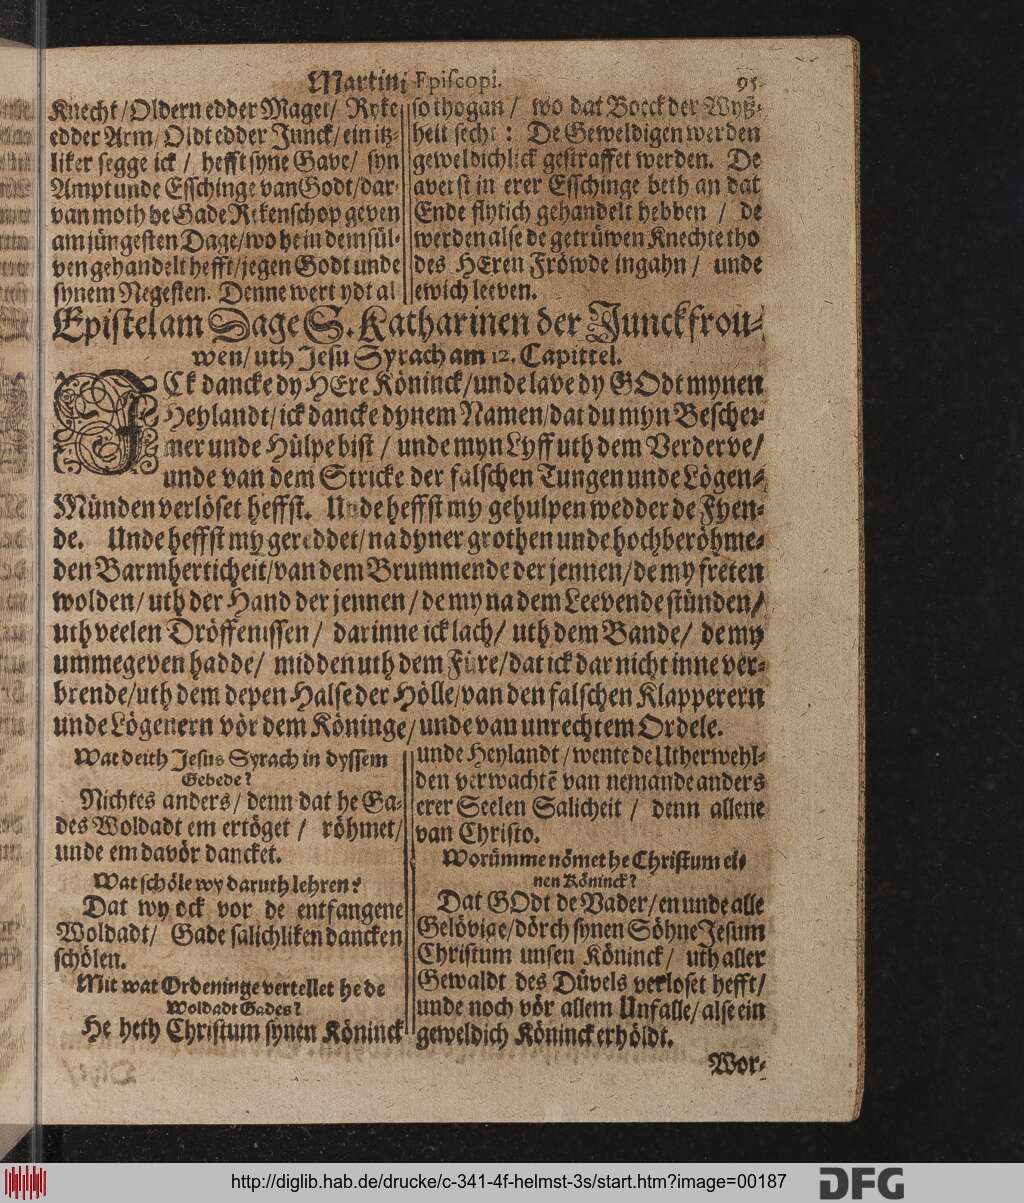 Martini Episcopi. 95
Knecht / Oldern edder Maget / Ryke
edder Arm / Oldt edder Junck / ein itz-
liker segge ick / hefft syne Gave / syn
Ampt unde Esschinge van Godt / dar-
van moth he Gade Rekenschop geven
am jüngesten Dage / wo he in dem sül-
ven gehandelt hefft / jegen Godt unde
synem Negesten. Denne wert ydt al
so thogan / wo dat Boeck der Wyß-
heit secht : De Geweldigen werden
geweldichlick gestraffet werden. De
averst in erer Esschinge beth an dat
Ende flytich gehandelt hebben / de
werden alse de getrüwen Knechte tho
des HEren Fröwde ingahn / unde
ewich leeven.
Epistel am Dage S. Katharinen der Junckfrou-
wen / uth Jesu Syrach am 12. Capittel.
ICk dancke dy HEre Köninck / unde lave dy GOdt mynen
Heylandt / ick dancke dynem Namen / dat du myn Bescher-
mer unde Hülpe bist / unde myn Lyff uth dem Verderve /
unde van dem Stricke der falschen Tungen unde Lögen-
Münden verlöset heffst. Unde heffst my gehulpen wedder de Fyen-
de. Unde heffst my gereddet / na dyner grothen unde hochberöhme-
den Barmherticheit / van dem Brummende der jennen / de my freten
wolden / uth der Hand der jennen / de my na dem Leevende stünden /
uth veelen Dröffenissen / darinne ick lach / uth dem Bande / de my
ummegeven hadde / midden uth dem Füre / dat ick dar nicht inne ver-
brende / uth dem depen Halse der Hölle / van den falschen Klapperern
unde Lögenern vör dem Köninge / unde van unrechtem Ordele.
Wat deith Jesus Syrach in dyssem
Gebede?
Nichtes anders / denn dat he Ga-
des Woldadt em ertöget / röhmet /
unde em davör dancket.
Wat schöle wy daruth lehren?
Dat wy ock vor de entfangene
Woldadt / Gade salichliken dancken
schölen.
Mit wat Ordeninge vertellet he de
Woldadt Gades?
He heth Christum synen Köninck
unde Heylandt / wente de Utherwehl-
den verwachtē van nemande anders
erer Seelen Salicheit / denn allene
van Christo.
Worümme nömet he Christum ei-
nen Köninck?
Dat GOdt de Vader / en unde alle
Gelövige / dörch synen Söhne Jesum
Christum unsen Köninck / uth aller
Gewaldt des Düvels verloset hefft /
unde noch vör allem Unfalle / alse ein
geweldich Köninck erhöldt.
Wor-
http://diglib.hab.de/drucke/c-341-4f-helmst-3s/start.htm?image=00187
DFG